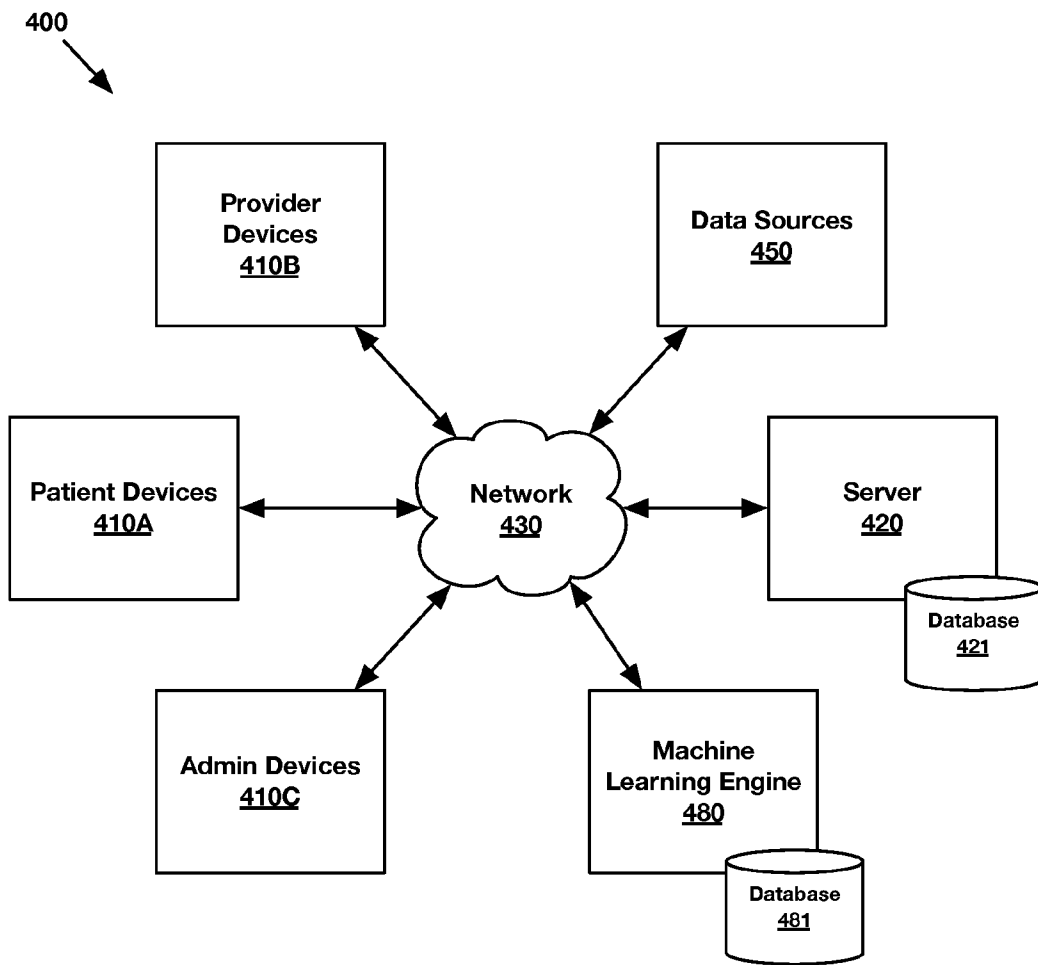 400
Provider
Devices
410B
Data Sources
450
Patient Devices
410A
Network
430
Server
420
Database
421
Admin Devices
410C
Machine
Learning Engine
480
Database
481